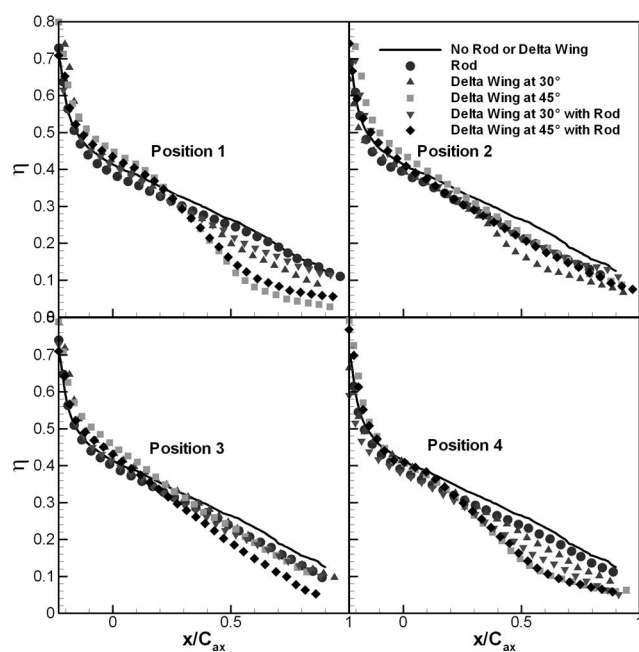 0.8
0.7
0.6
0.5
0.4
0.3
0.2
0.1
0
η
Position 1
No Rod or Delta Wing
Rod
Delta Wing at 30°
Delta Wing at 45°
Delta Wing at 30° with Rod
Delta Wing at 45° with Rod
Position 2
0.8
0.7
0.6
0.5
0.4
0.3
0.2
0.1
0
η
Position 3
Position 4
0 0.5 1 0 0.5 1
x/Cax x/Cax